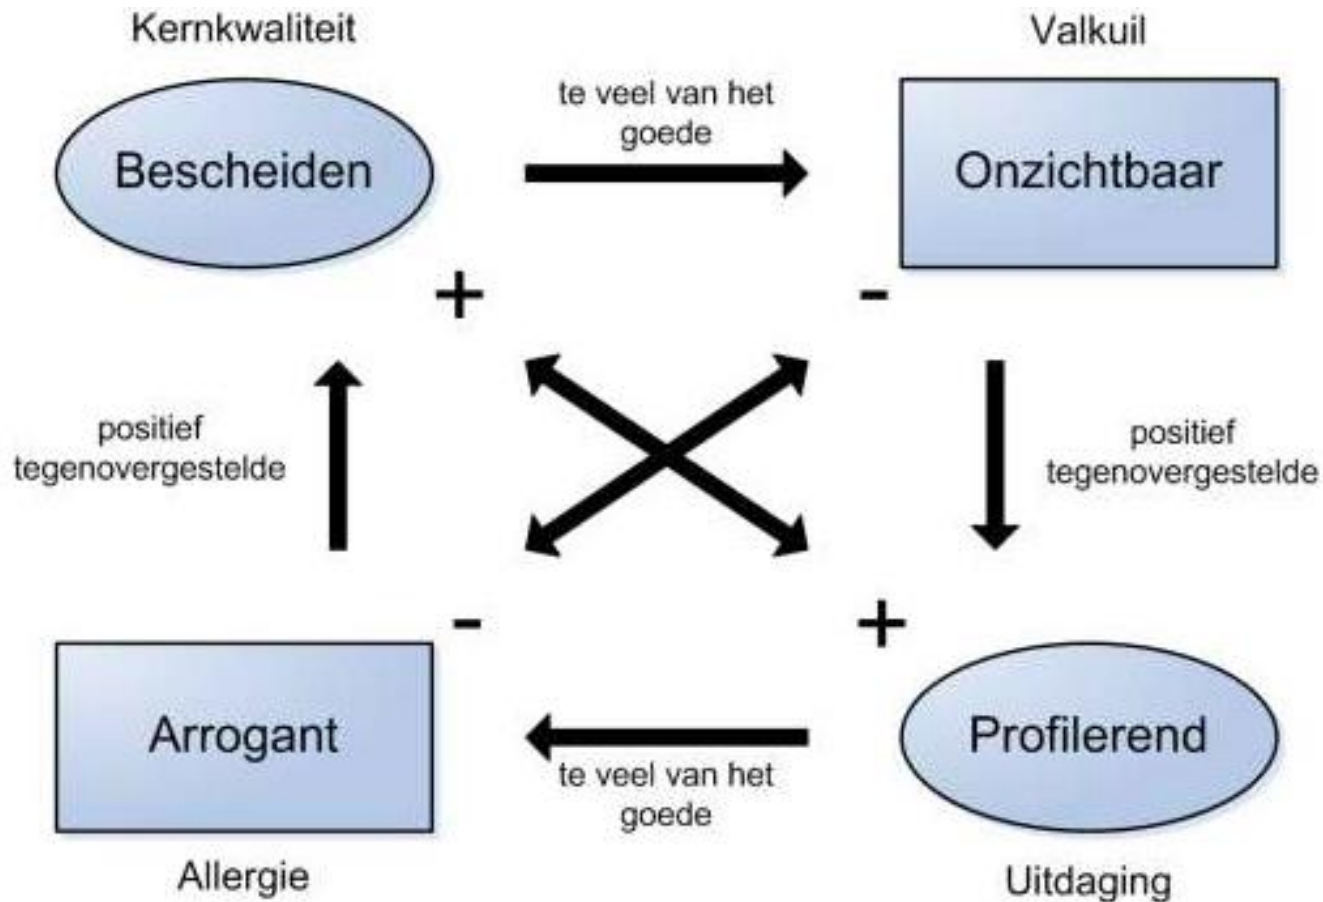 Kernkwaliteit
Valkuil
te veel van het
goede
Bescheiden
Onzichtbaar
+
-
positief
tegenovergestelde
positief
tegenovergestelde
-
+
Arrogant
Profilerend
te veel van het
goede
Allergie
Uitdaging